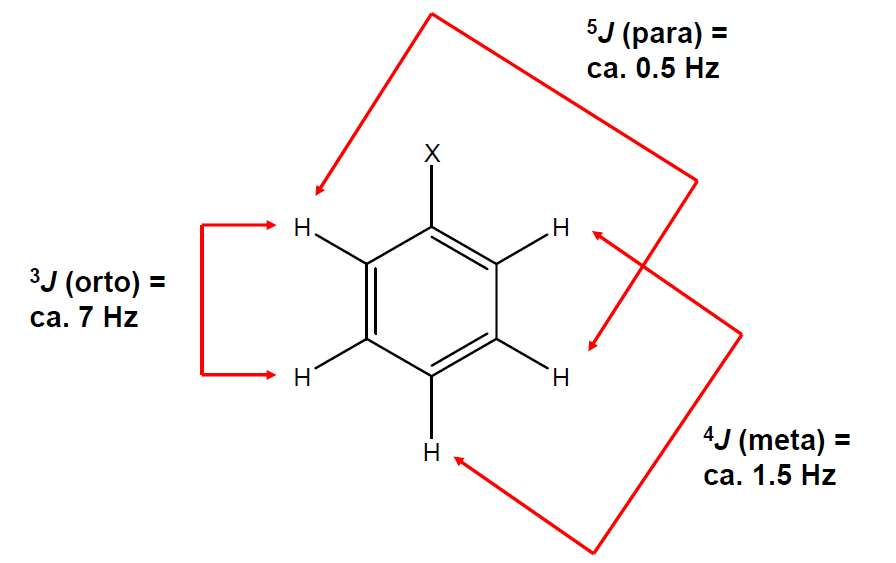 ⁵J (para) =
ca. 0.5 Hz
X
H
H
³J (orto) =
ca. 7 Hz
H
H
H
⁴J (meta) =
ca. 1.5 Hz